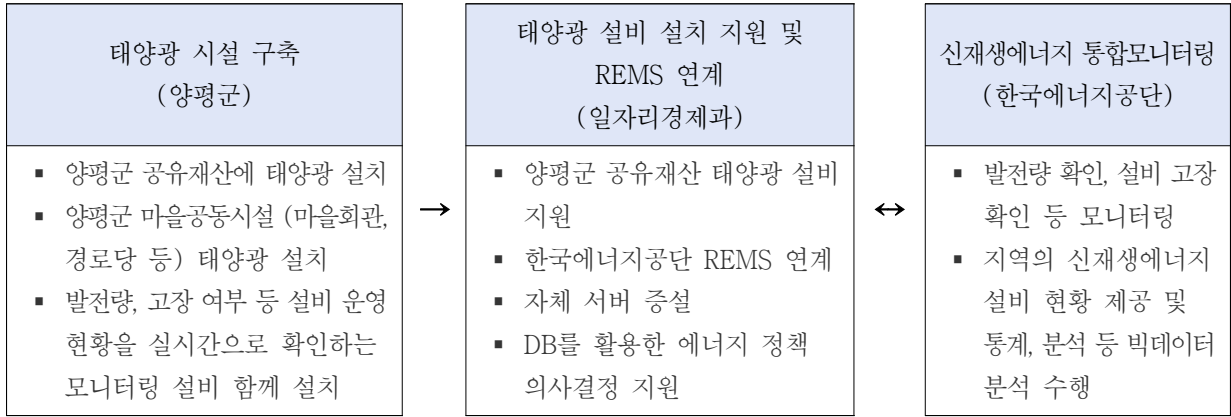 태양광 시설 구축
(양평군)
▪ 양평군 공유재산에 태양광 설치
▪ 양평군 마을공동시설 (마을회관,
경로당 등) 태양광 설치
▪ 발전량, 고장 여부 등 설비 운영
현황을 실시간으로 확인하는
모니터링 설비 함께 설치
→
태양광 설비 설치 지원 및
REMS 연계
(일자리경제과)
▪ 양평군 공유재산 태양광 설비
지원
▪ 한국에너지공단 REMS 연계
▪ 자체 서버 증설
▪ DB를 활용한 에너지 정책
의사결정 지원
↔
신재생에너지 통합모니터링
(한국에너지공단)
▪ 발전량 확인, 설비 고장
확인 등 모니터링
▪ 지역의 신재생에너지
설비 현황 제공 및
통계, 분석 등 빅데이터
분석 수행